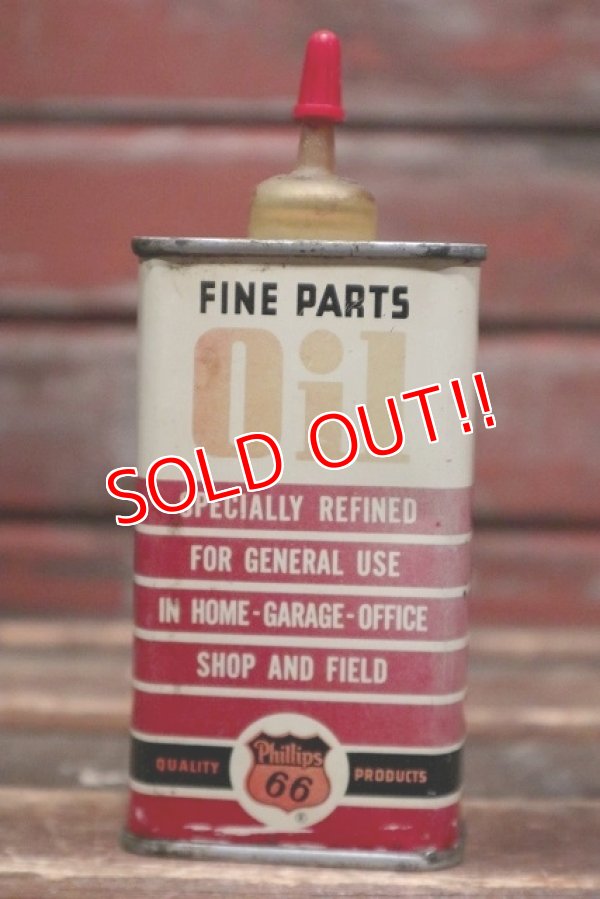 FINE PARTS
Oil
SOLD OUT!!
SPECIALLY REFINED
FOR GENERAL USE
IN HOME-GARAGE-OFFICE
SHOP AND FIELD
QUALITY
Phillips
66
®
PRODUCTS